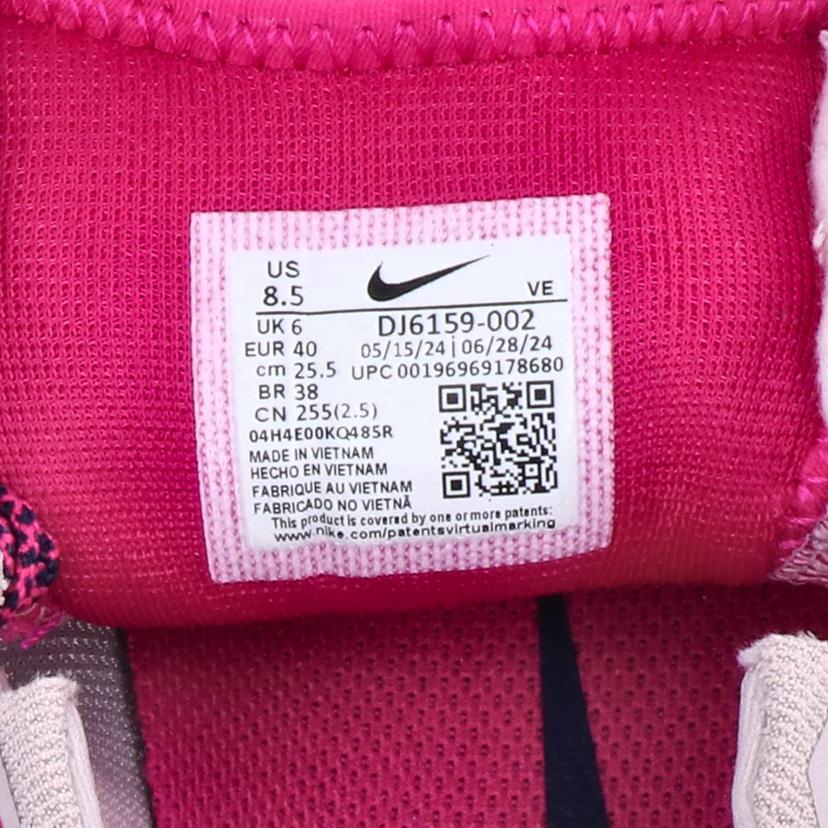 US
8.5
VE
UK 6
DJ6159-002
EUR 40
05/15/24 | 06/28/24
cm 25.5
UPC 00196969178680
BR 38
CN 255(2.5)
04H4E00KQ485R
MADE IN VIETNAM
HECHO EN VIETNAM
FABRIQUE AU VIETNAM
FABRICADO NO VIETNÃ
This product is covered by one or more patents:
www.nike.com/patentsvirtualmarking